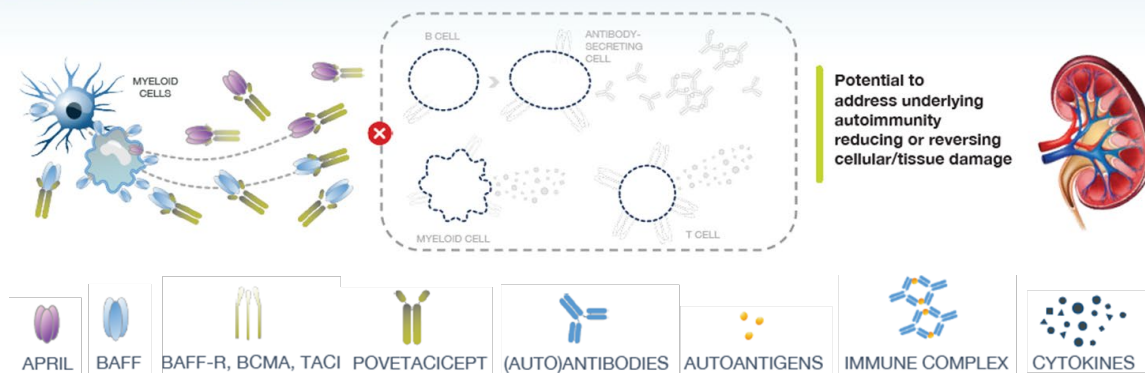 MYELOID
CELLS
B CELL
ANTIBODY-
SECRETING
CELL
MYELOID CELL
T CELL
Potential to
address underlying
autoimmunity
reducing or reversing
cellular/tissue damage
APRIL
BAFF
BAFF-R, BCMA, TACI
POVETACICEPT
(AUTO)ANTIBODIES
AUTOANTIGENS
IMMUNE COMPLEX
CYTOKINES